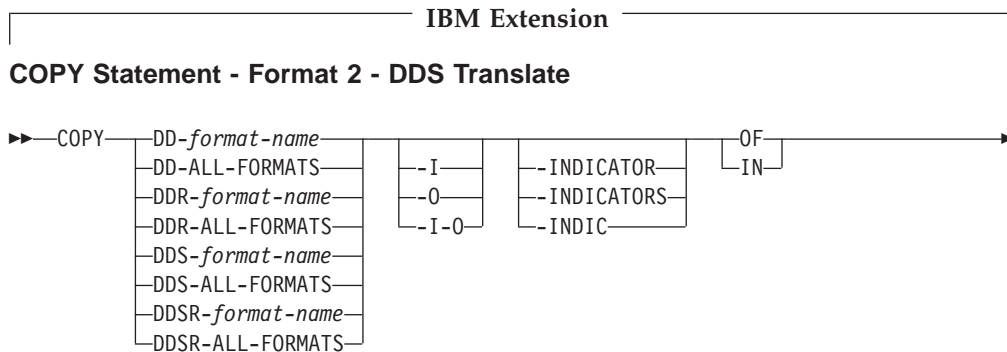 IBM Extension
COPY Statement - Format 2 - DDS Translate
COPY DD-format-name OF
DD-ALL-FORMATS -I -INDICATOR IN
DDR-format-name -O -INDICATORS
DDR-ALL-FORMATS -I-O -INDIC
DDS-format-name
DDS-ALL-FORMATS
DDSR-format-name
DDSR-ALL-FORMATS